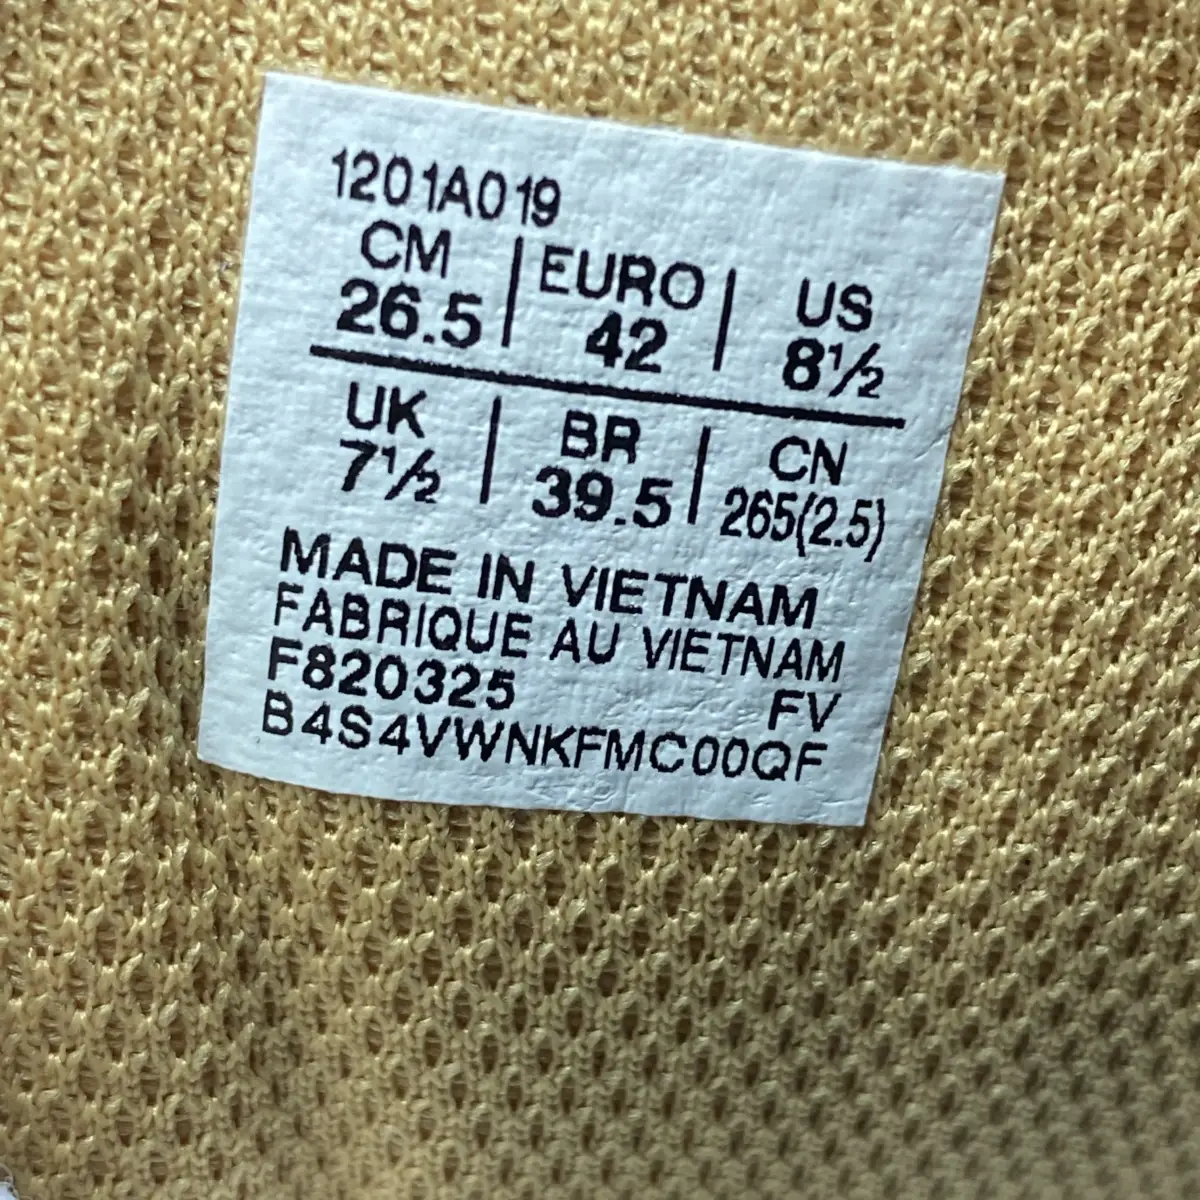 1201A019
CM | EURO | US
26.5 | 42 | 8½
UK | BR | CN
7½ | 39.5 | 265(2.5)
MADE IN VIETNAM
FABRIQUE AU VIETNAM
F820325 FV
B4S4VWNKFMC00QF